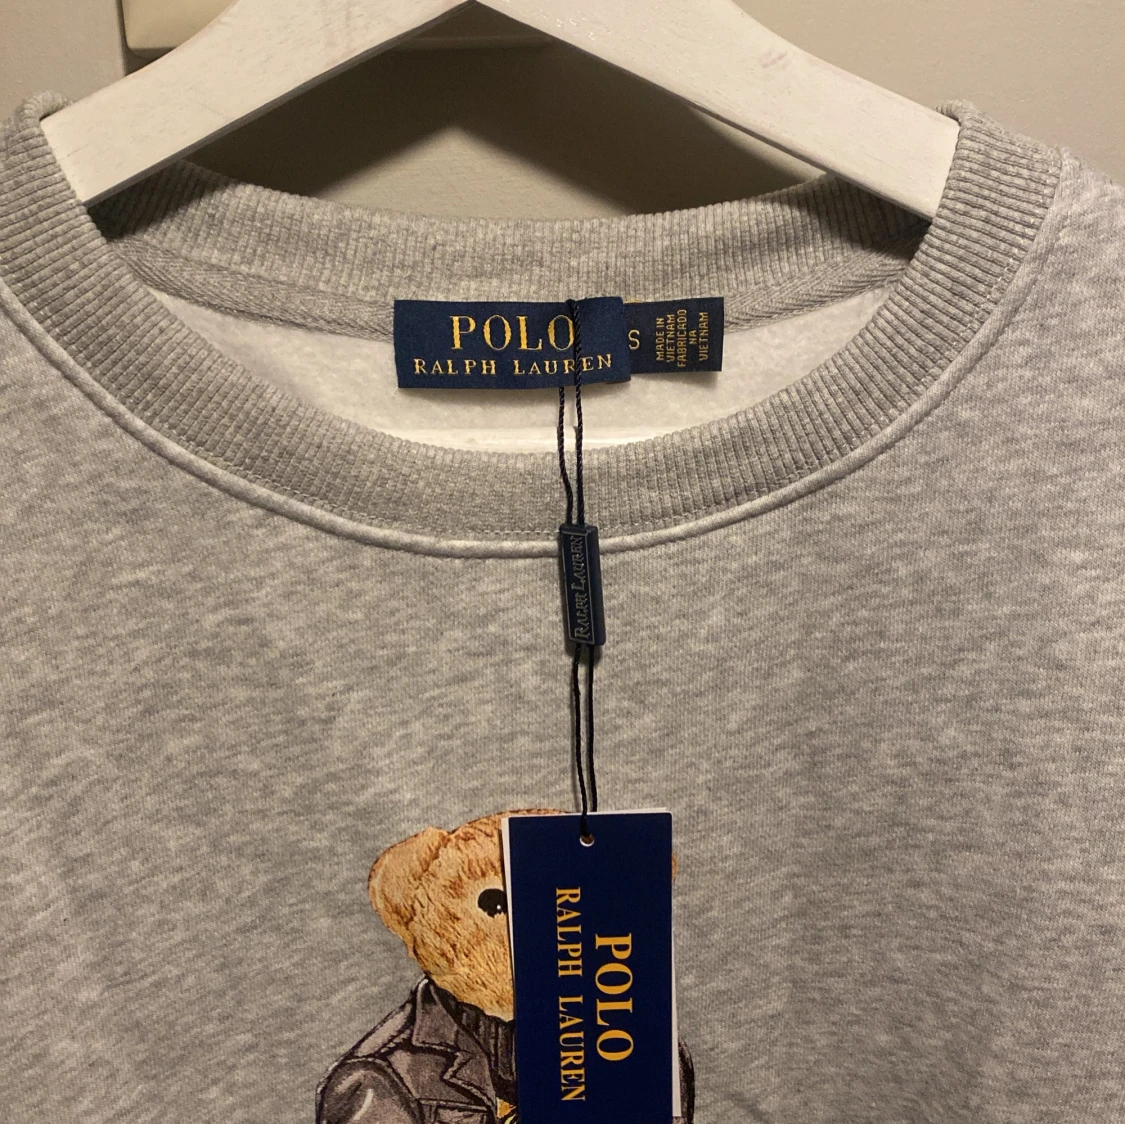 POLO
RALPH LAUREN
S
MADE IN
VIETNAM
FABRICADO
NA
VIETNAM
RALPH LAUREN
POLO
RALPH LAUREN